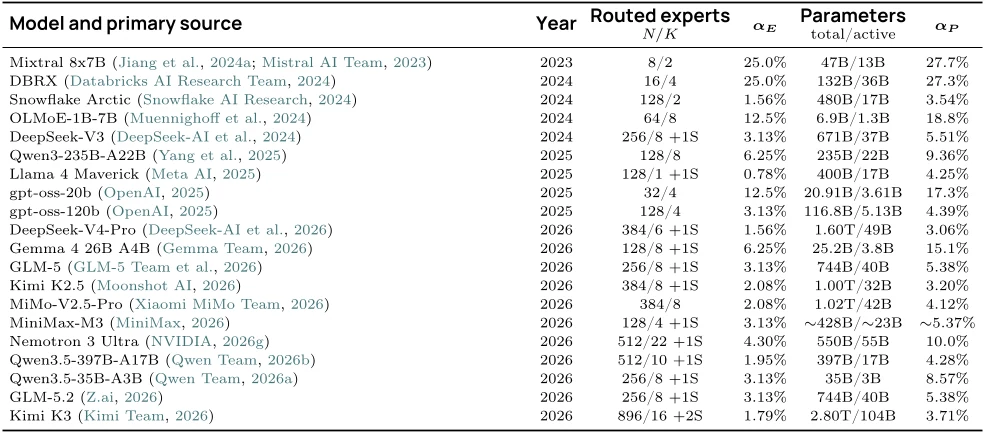 Model and primary source Year Routed experts N/K α_E Parameters total/active α_P
Mixtral 8x7B (Jiang et al., 2024a; Mistral AI Team, 2023) 2023 8/2 25.0% 47B/13B 27.7%
DBRX (Databricks AI Research Team, 2024) 2024 16/4 25.0% 132B/36B 27.3%
Snowflake Arctic (Snowflake AI Research, 2024) 2024 128/2 1.56% 480B/17B 3.54%
OLMoE-1B-7B (Muennighoff et al., 2024) 2024 64/8 12.5% 6.9B/1.3B 18.8%
DeepSeek-V3 (DeepSeek-AI et al., 2024) 2024 256/8 +1S 3.13% 671B/37B 5.51%
Qwen3-235B-A22B (Yang et al., 2025) 2025 128/8 6.25% 235B/22B 9.36%
Llama 4 Maverick (Meta AI, 2025) 2025 128/1 +1S 0.78% 400B/17B 4.25%
gpt-oss-20b (OpenAI, 2025) 2025 32/4 12.5% 20.91B/3.61B 17.3%
gpt-oss-120b (OpenAI, 2025) 2025 128/4 3.13% 116.8B/5.13B 4.39%
DeepSeek-V4-Pro (DeepSeek-AI et al., 2026) 2026 384/6 +1S 1.56% 1.60T/49B 3.06%
Gemma 4 26B A4B (Gemma Team, 2026) 2026 128/8 +1S 6.25% 25.2B/3.8B 15.1%
GLM-5 (GLM-5 Team et al., 2026) 2026 256/8 +1S 3.13% 744B/40B 5.38%
Kimi K2.5 (Moonshot AI, 2026) 2026 384/8 +1S 2.08% 1.00T/32B 3.20%
MiMo-V2.5-Pro (Xiaomi MiMo Team, 2026) 2026 384/8 2.08% 1.02T/42B 4.12%
MiniMax-M3 (MiniMax, 2026) 2026 128/4 +1S 3.13% ~428B/~23B ~5.37%
Nemotron 3 Ultra (NVIDIA, 2026g) 2026 512/22 +1S 4.30% 550B/55B 10.0%
Qwen3.5-397B-A17B (Qwen Team, 2026b) 2026 512/10 +1S 1.95% 397B/17B 4.28%
Qwen3.5-35B-A3B (Qwen Team, 2026a) 2026 256/8 +1S 3.13% 35B/3B 8.57%
GLM-5.2 (Z.ai, 2026) 2026 256/8 +1S 3.13% 744B/40B 5.38%
Kimi K3 (Kimi Team, 2026) 2026 896/16 +2S 1.79% 2.80T/104B 3.71%